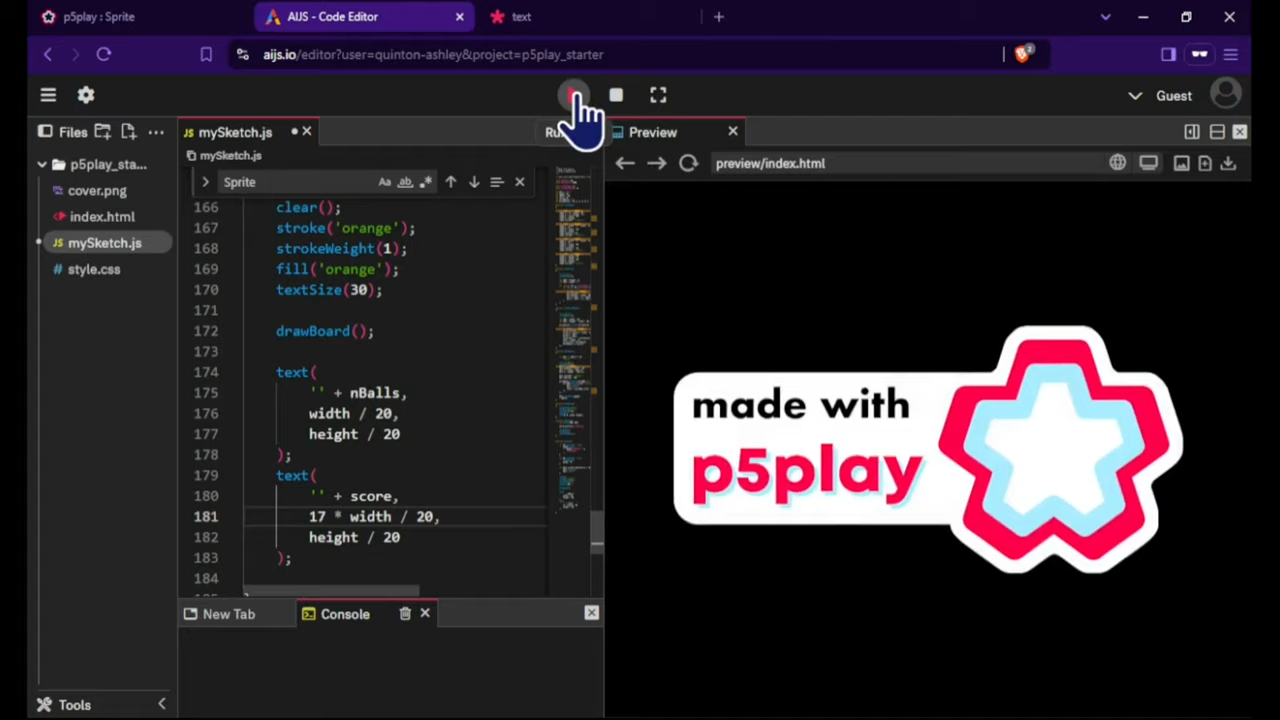 p5play : Sprite
AIJS - Code Editor
text
aijs.io/editor?user=quinton-ashley&project=p5play_starter
2
Guest
Files
mySketch.js
Preview
p5play_sta...
mySketch.js
preview/index.html
cover.png
Sprite
Aa
ab
index.html
mySketch.js
style.css
166 clear();
167 stroke('orange');
168 strokeWeight(1);
169 fill('orange');
170 textSize(30);
171
172 drawBoard();
173
174 text(
175 '' + nBalls,
176 width / 20,
177 height / 20
178 );
179 text(
180 '' + score,
181 17 * width / 20,
182 height / 20
183 );
184
made with
p5play
New Tab
Console
Tools